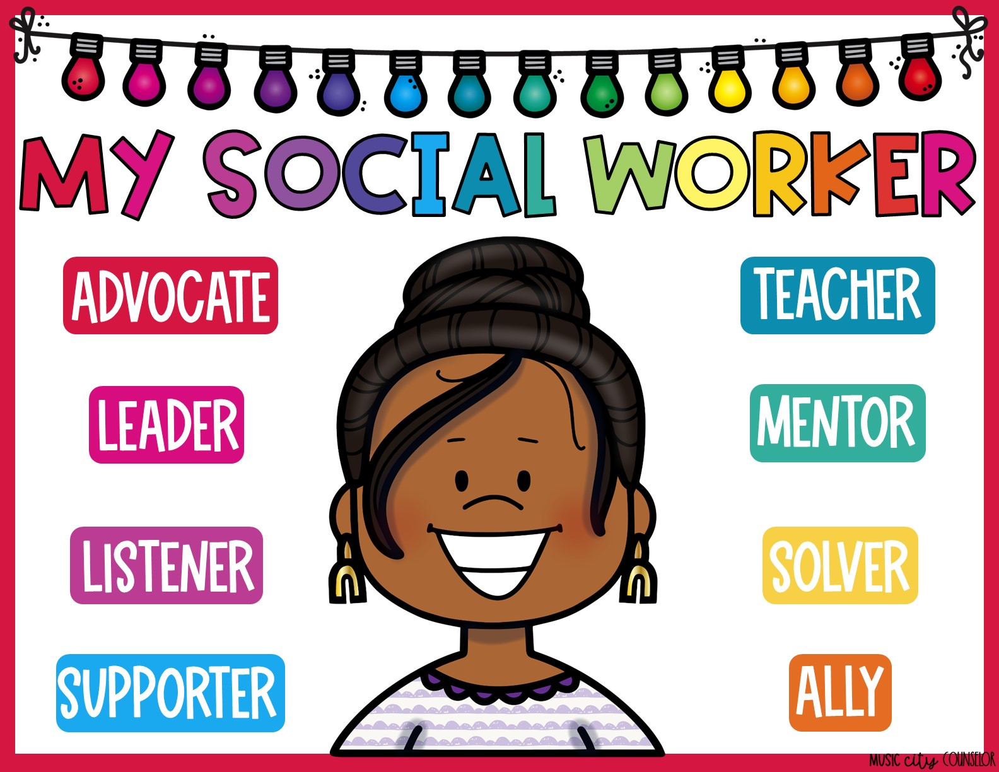 MY SOCIAL WORKER
ADVOCATE
LEADER
LISTENER
SUPPORTER
TEACHER
MENTOR
SOLVER
ALLY
MUSIC city COUNSELOR